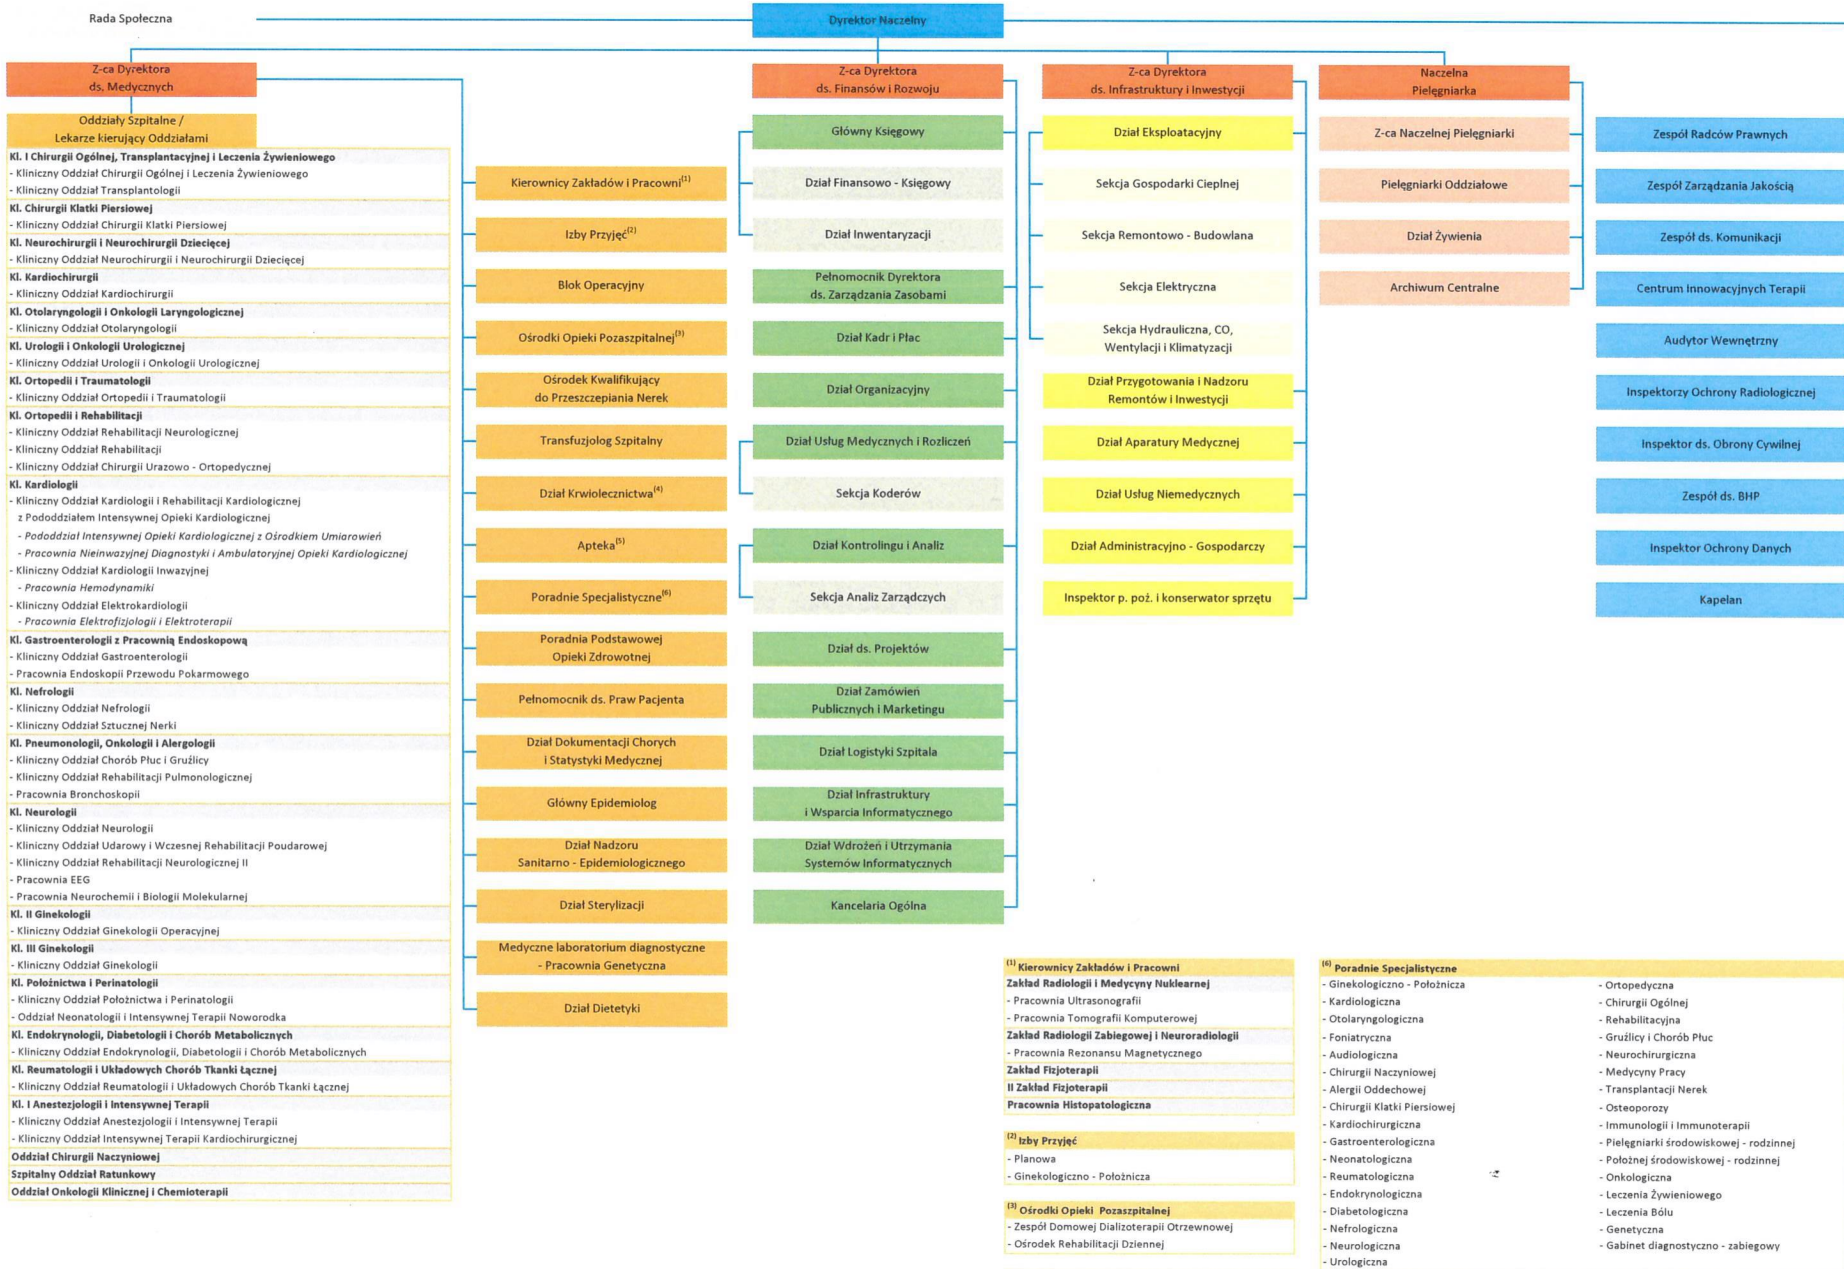 Rada Społeczna
Dyrektor Naczelny
Z-ca Dyrektora
ds. Medycznych
Oddziały Szpitalne /
Lekarze kierujący Oddziałami
Kl. I Chirurgii Ogólnej, Transplantacyjnej i Leczenia Żywieniowego
- Kliniczny Oddział Chirurgii Ogólnej i Leczenia Żywieniowego
- Kliniczny Oddział Transplantologii
Kl. Chirurgii Klatki Piersiowej
- Kliniczny Oddział Chirurgii Klatki Piersiowej
Kl. Neurochirurgii i Neurochirurgii Dziecięcej
- Kliniczny Oddział Neurochirurgii i Neurochirurgii Dziecięcej
Kl. Kardiochirurgii
- Kliniczny Oddział Kardiochirurgii
Kl. Otolaryngologii i Onkologii Laryngologicznej
- Kliniczny Oddział Otolaryngologii
Kl. Urologii i Onkologii Urologicznej
- Kliniczny Oddział Urologii i Onkologii Urologicznej
Kl. Ortopedii i Traumatologii
- Kliniczny Oddział Ortopedii i Traumatologii
Kl. Ortopedii i Rehabilitacji
- Kliniczny Oddział Rehabilitacji Neurologicznej
- Kliniczny Oddział Rehabilitacji
- Kliniczny Oddział Chirurgii Urazowo - Ortopedycznej
Kl. Kardiologii
- Kliniczny Oddział Kardiologii i Rehabilitacji Kardiologicznej
z Pododdziałem Intensywnej Opieki Kardiologicznej
- Pododdział Intensywnej Opieki Kardiologicznej z Ośrodkiem Umiarowień
- Pracownia Nieinwazyjnej Diagnostyki i Ambulatoryjnej Opieki Kardiologicznej
- Kliniczny Oddział Kardiologii Inwazyjnej
- Pracownia Hemodynamiki
- Kliniczny Oddział Elektrokardiologii
- Pracownia Elektrofizjologii i Elektroterapii
Kl. Gastroenterologii z Pracownią Endoskopową
- Kliniczny Oddział Gastroenterologii
- Pracownia Endoskopii Przewodu Pokarmowego
Kl. Nefrologii
- Kliniczny Oddział Nefrologii
- Kliniczny Oddział Sztucznej Nerki
Kl. Pneumonologii, Onkologii i Alergologii
- Kliniczny Oddział Chorób Płuc i Gruźlicy
- Kliniczny Oddział Rehabilitacji Pulmonologicznej
- Pracownia Bronchoskopii
Kl. Neurologii
- Kliniczny Oddział Neurologii
- Kliniczny Oddział Udarowy i Wczesnej Rehabilitacji Poudarowej
- Kliniczny Oddział Rehabilitacji Neurologicznej II
- Pracownia EEG
- Pracownia Neurochemii i Biologii Molekularnej
Kl. II Ginekologii
- Kliniczny Oddział Ginekologii Operacyjnej
Kl. III Ginekologii
- Kliniczny Oddział Ginekologii
Kl. Położnictwa i Perinatologii
- Kliniczny Oddział Położnictwa i Perinatologii
- Oddział Neonatologii i Intensywnej Terapii Noworodka
Kl. Endokrynologii, Diabetologii i Chorób Metabolicznych
- Kliniczny Oddział Endokrynologii, Diabetologii i Chorób Metabolicznych
Kl. Reumatologii i Układowych Chorób Tkanki Łącznej
- Kliniczny Oddział Reumatologii i Układowych Chorób Tkanki Łącznej
Kl. I Anestezjologii i Intensywnej Terapii
- Kliniczny Oddział Anestezjologii i Intensywnej Terapii
- Kliniczny Oddział Intensywnej Terapii Kardiochirurgicznej
Oddział Chirurgii Naczyniowej
Szpitalny Oddział Ratunkowy
Oddział Onkologii Klinicznej i Chemioterapii
Kierownicy Zakładów i Pracowni(1)
Izby Przyjęć(2)
Blok Operacyjny
Ośrodki Opieki Pozaszpitalnej(3)
Ośrodek Kwalifikujący
do Przeszczepiania Nerek
Transfuzjolog Szpitalny
Dział Krwiolecznictwa(4)
Apteka(5)
Poradnie Specjalistyczne(6)
Poradnia Podstawowej
Opieki Zdrowotnej
Pełnomocnik ds. Praw Pacjenta
Dział Dokumentacji Chorych
i Statystyki Medycznej
Główny Epidemiolog
Dział Nadzoru
Sanitarno - Epidemiologicznego
Dział Sterylizacji
Medyczne laboratorium diagnostyczne
- Pracownia Genetyczna
Dział Dietetyki
Z-ca Dyrektora
ds. Finansów i Rozwoju
Główny Księgowy
Dział Finansowo - Księgowy
Dział Inwentaryzacji
Pełnomocnik Dyrektora
ds. Zarządzania Zasobami
Dział Kadr i Płac
Dział Organizacyjny
Dział Usług Medycznych i Rozliczeń
Sekcja Koderów
Dział Kontrolingu i Analiz
Sekcja Analiz Zarządczych
Dział ds. Projektów
Dział Zamówień
Publicznych i Marketingu
Dział Logistyki Szpitala
Dział Infrastruktury
i Wsparcia Informatycznego
Dział Wdrożeń i Utrzymania
Systemów Informatycznych
Kancelaria Ogólna
Z-ca Dyrektora
ds. Infrastruktury i Inwestycji
Dział Eksploatacyjny
Sekcja Gospodarki Cieplnej
Sekcja Remontowo - Budowlana
Sekcja Elektryczna
Sekcja Hydrauliczna, CO,
Wentylacji i Klimatyzacji
Dział Przygotowania i Nadzoru
Remontów i Inwestycji
Dział Aparatury Medycznej
Dział Usług Niemedycznych
Dział Administracyjno - Gospodarczy
Inspektor p. poż. i konserwator sprzętu
Naczelna
Pielęgniarka
Z-ca Naczelnej Pielęgniarki
Pielęgniarki Oddziałowe
Dział Żywienia
Archiwum Centralne
Zespół Radców Prawnych
Zespół Zarządzania Jakością
Zespół ds. Komunikacji
Centrum Innowacyjnych Terapii
Audytor Wewnętrzny
Inspektorzy Ochrony Radiologicznej
Inspektor ds. Obrony Cywilnej
Zespół ds. BHP
Inspektor Ochrony Danych
Kapelan
(1) Kierownicy Zakładów i Pracowni
Zakład Radiologii i Medycyny Nuklearnej
- Pracownia Ultrasonografii
- Pracownia Tomografii Komputerowej
Zakład Radiologii Zabiegowej i Neuroradiologii
- Pracownia Rezonansu Magnetycznego
Zakład Fizjoterapii
II Zakład Fizjoterapii
Pracownia Histopatologiczna
(2) Izby Przyjęć
- Planowa
- Ginekologiczno - Położnicza
(3) Ośrodki Opieki Pozaszpitalnej
- Zespół Domowej Dializoterapii Otrzewnowej
- Ośrodek Rehabilitacji Dziennej
(6) Poradnie Specjalistyczne
- Ginekologiczno - Położnicza
- Kardiologiczna
- Otolaryngologiczna
- Foniatryczna
- Audiologiczna
- Chirurgii Naczyniowej
- Alergii Oddechowej
- Chirurgii Klatki Piersiowej
- Kardiochirurgiczna
- Gastroenterologiczna
- Neonatologiczna
- Reumatologiczna
- Endokrynologiczna
- Diabetologiczna
- Nefrologiczna
- Neurologiczna
- Urologiczna
- Ortopedyczna
- Chirurgii Ogólnej
- Rehabilitacyjna
- Gruźlicy i Chorób Płuc
- Neurochirurgiczna
- Medycyny Pracy
- Transplantacji Nerek
- Osteoporozy
- Immunologii i Immunoterapii
- Pielęgniarki środowiskowej - rodzinnej
- Położnej środowiskowej - rodzinnej
- Onkologiczna
- Leczenia Żywieniowego
- Leczenia Bólu
- Genetyczna
- Gabinet diagnostyczno - zabiegowy